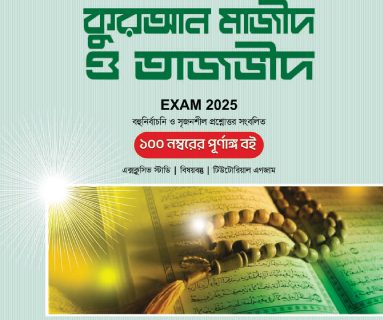 কুরআন মাজীদ
ও তাজভীদ
EXAM 2025
বহুনির্বাচনি ও সৃজনশীল প্রশ্নোত্তর সংবলিত
১০০ নম্বরের পূর্ণাঙ্গ বই
এক্সক্লুসিভ স্টাডি | বিষয়বস্তু | টিউটোরিয়াল এগজাম